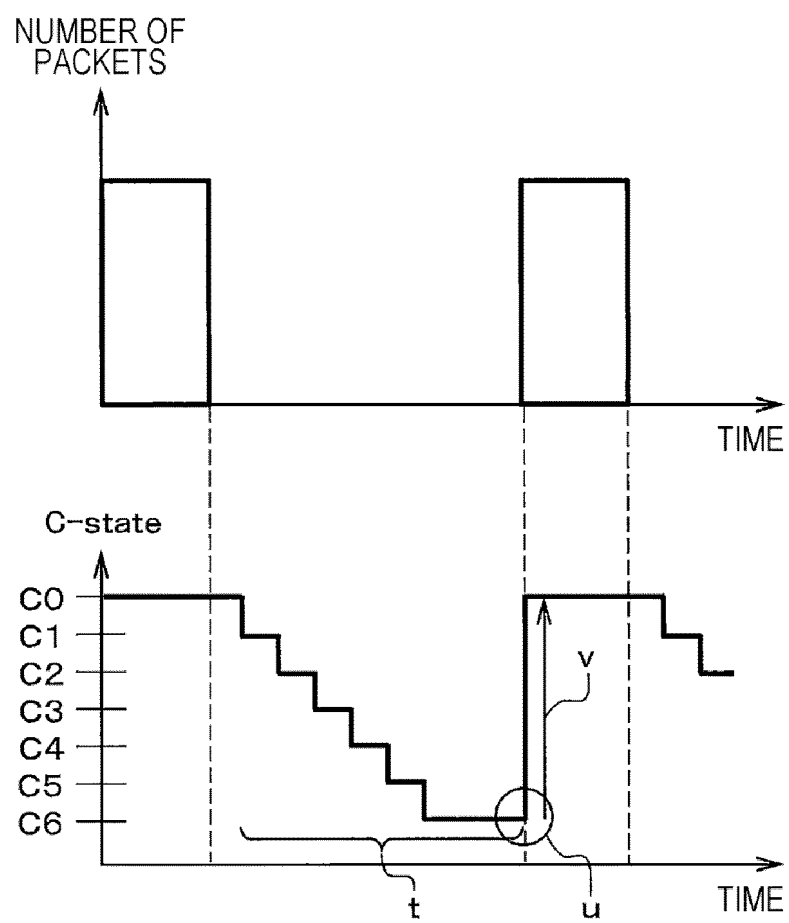 NUMBER OF
PACKETS
TIME
C-state
C0
C1
C2
C3
C4
C5
C6
v
t
u
TIME